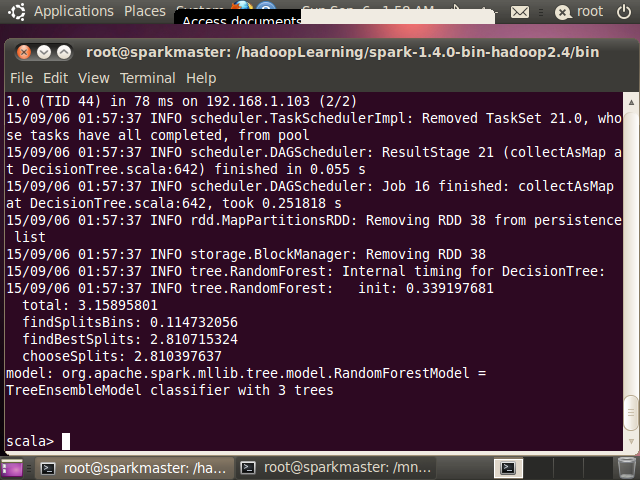 Applications Places System
Access documents
Sun Sep 6, 1:58 AM
root
root@sparkmaster: /hadoopLearning/spark-1.4.0-bin-hadoop2.4/bin
File Edit View Terminal Help
1.0 (TID 44) in 78 ms on 192.168.1.103 (2/2)
15/09/06 01:57:37 INFO scheduler.TaskSchedulerImpl: Removed TaskSet 21.0, who
se tasks have all completed, from pool
15/09/06 01:57:37 INFO scheduler.DAGScheduler: ResultStage 21 (collectAsMap a
t DecisionTree.scala:642) finished in 0.055 s
15/09/06 01:57:37 INFO scheduler.DAGScheduler: Job 16 finished: collectAsMap
at DecisionTree.scala:642, took 0.251818 s
15/09/06 01:57:37 INFO rdd.MapPartitionsRDD: Removing RDD 38 from persistence
list
15/09/06 01:57:37 INFO storage.BlockManager: Removing RDD 38
15/09/06 01:57:37 INFO tree.RandomForest: Internal timing for DecisionTree:
15/09/06 01:57:37 INFO tree.RandomForest:   init: 0.339197681
total: 3.15895801
findSplitsBins: 0.114732056
findBestSplits: 2.810715324
chooseSplits: 2.810397637
model: org.apache.spark.mllib.tree.model.RandomForestModel =
TreeEnsembleModel classifier with 3 trees
scala>
root@sparkmaster: /ha... root@sparkmaster: /mn...